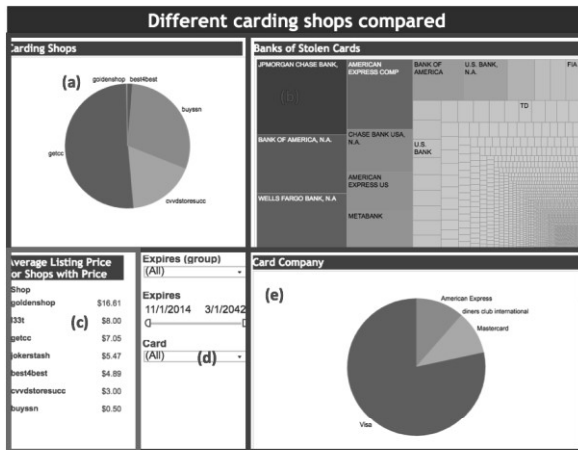 Different carding shops compared
Carding Shops
(a)
goldenshop best4best
buyssn
getcc
cvvdstoresucc
Banks of Stolen Cards
JPMORGAN CHASE BANK,
AMERICAN EXPRESS COMP
BANK OF AMERICA
U.S. BANK, N.A.
FIA
TD
BANK OF AMERICA, N.A.
CHASE BANK USA, N.A.
U.S. BANK
AMERICAN EXPRESS US
WELLS FARGO BANK, N.A
METABANK
Average Listing Price
for Shops with Price
Shop
goldenshop $16.61
l33t $8.00
(c)
getcc $7.05
jokerstash $5.47
best4best $4.89
cvvdstoresucc $3.00
buyssn $0.50
Expires (group)
(All)
Expires
11/1/2014 3/1/2042
Card
(All)
(d)
Card Company
(e)
American Express
diners club international
Mastercard
Visa